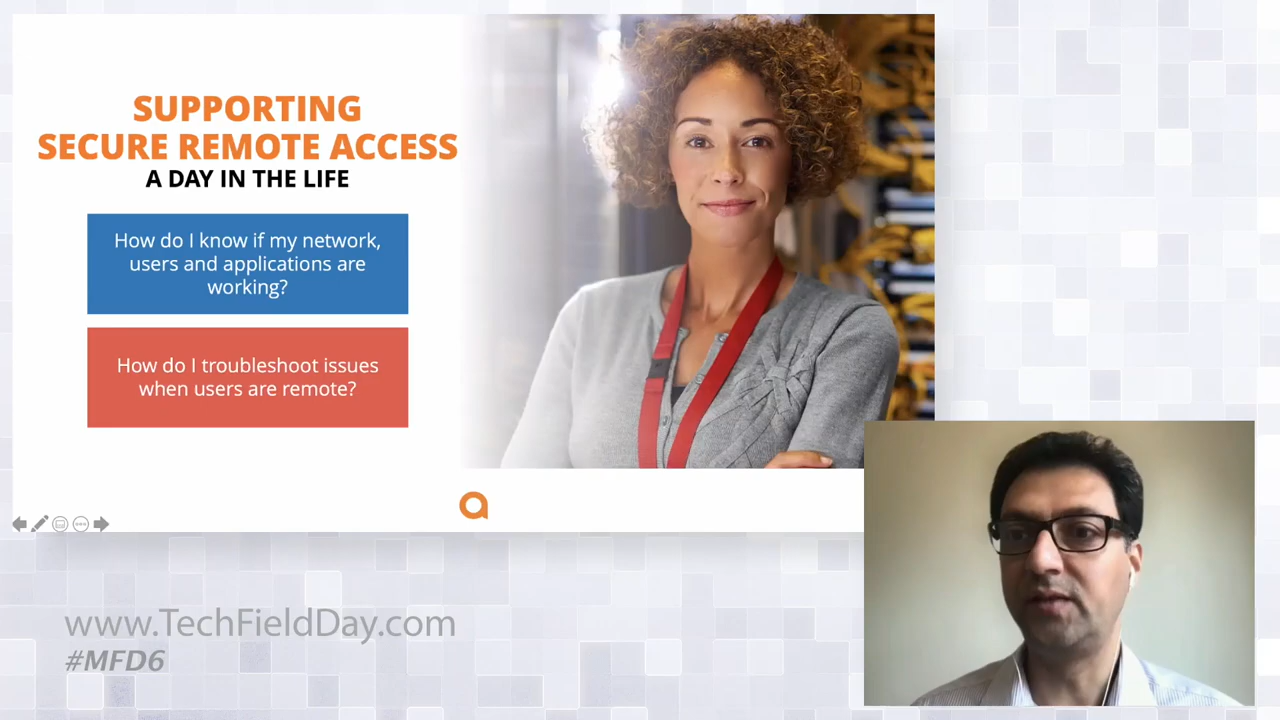 SUPPORTING
SECURE REMOTE ACCESS
A DAY IN THE LIFE
How do I know if my network,
users and applications are
working?
How do I troubleshoot issues
when users are remote?
www.TechFieldDay.com
#MFD6